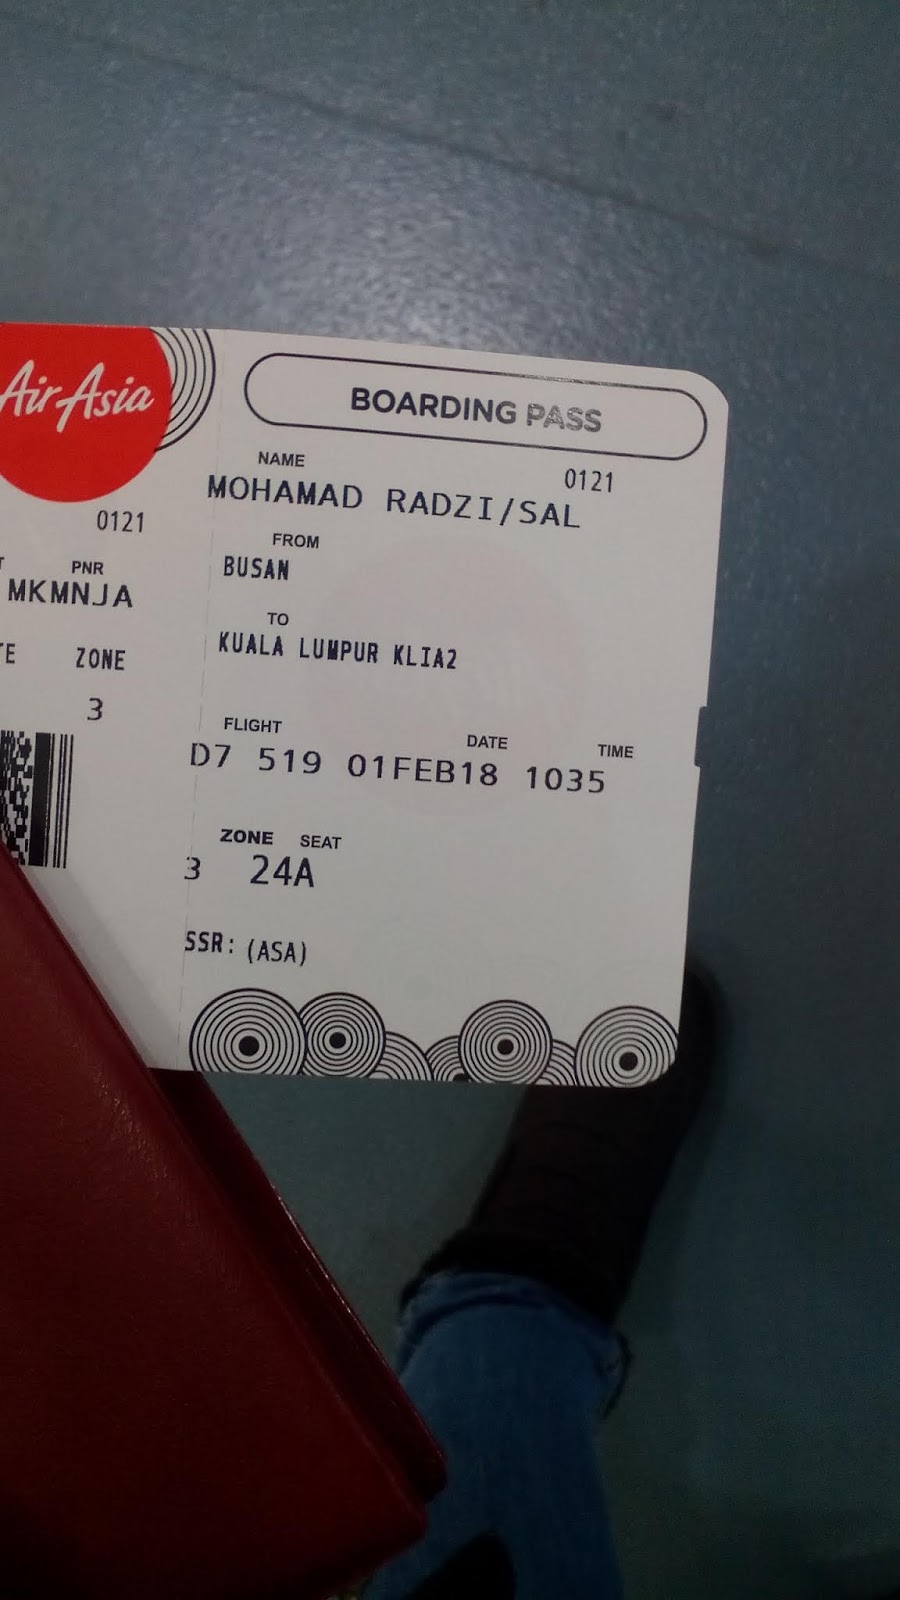 AirAsia
0121
PNR
MKMNJA
ZONE
3
BOARDING PASS
NAME
0121
MOHAMAD RADZI/SAL
FROM
BUSAN
TO
KUALA LUMPUR KLIA2
FLIGHT DATE TIME
D7 519 01FEB18 1035
ZONE SEAT
3 24A
SSR: (ASA)